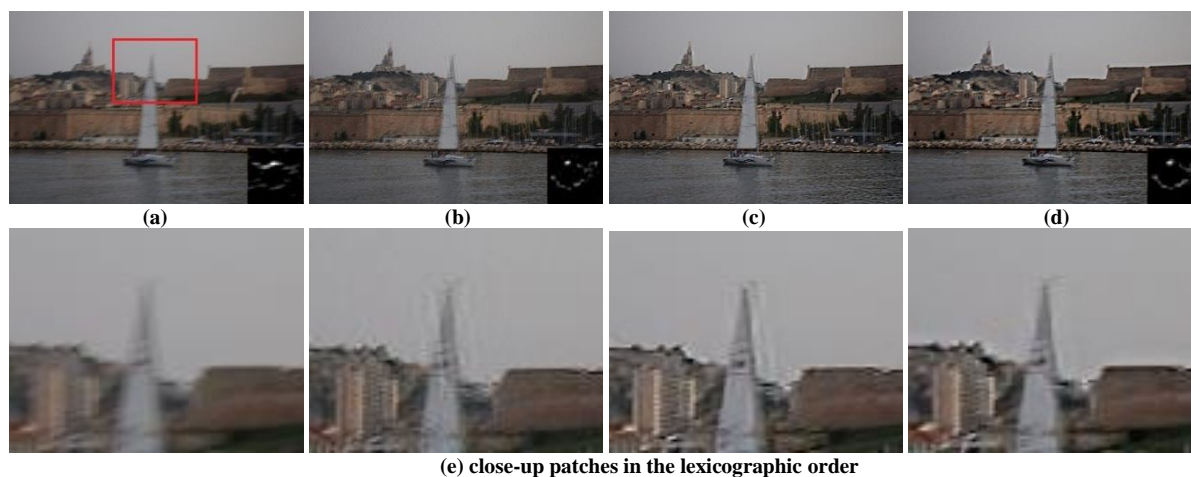 (a)
(b)
(c)
(d)
(e) close-up patches in the lexicographic order